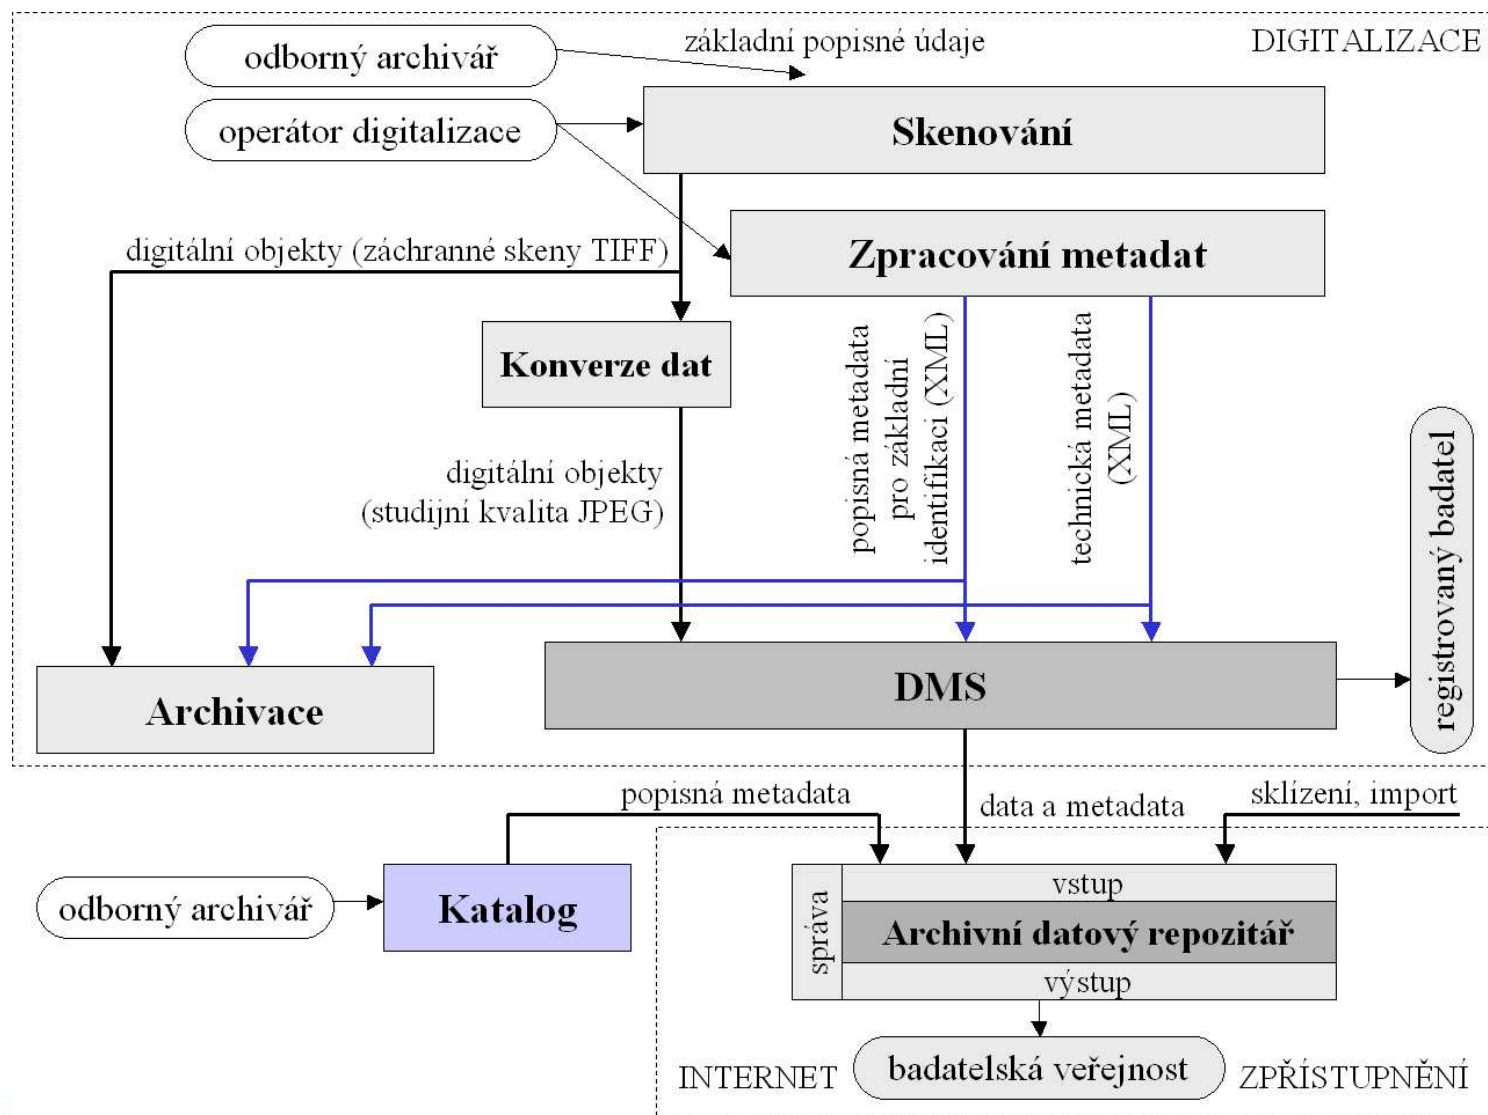 odborný archivář
základní popisné údaje
DIGITALIZACE
operátor digitalizace
Skenování
digitální objekty (záchranné skeny TIFF)
Zpracování metadat
Konverze dat
popisná metadata
pro základní
identifikaci (XML)
technická metadata
(XML)
digitální objekty
(studijní kvalita JPEG)
registrovaný badatel
Archivace
DMS
popisná metadata
data a metadata
sklízení, import
odborný archivář
Katalog
správa
vstup
Archivní datový repozitář
výstup
INTERNET
badatelská veřejnost
ZPŘÍSTUPNĚNÍ